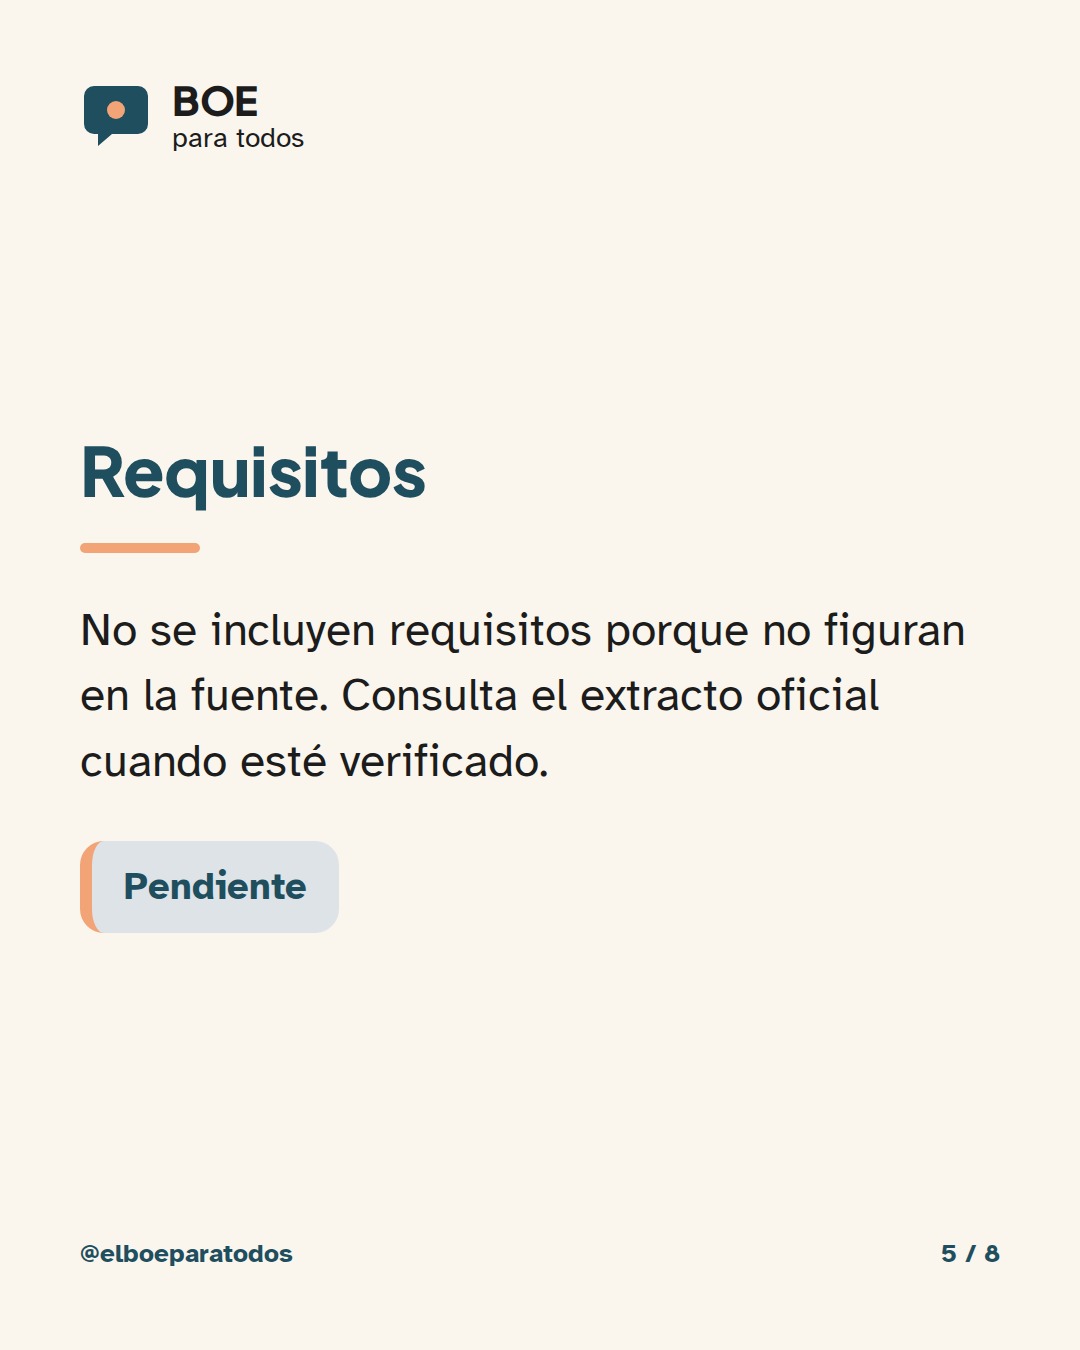 BOE
para todos
Requisitos
No se incluyen requisitos porque no figuran
en la fuente. Consulta el extracto oficial
cuando esté verificado.
Pendiente
@elboeparatodos
5 / 8